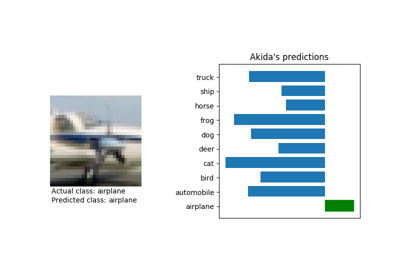 Akida's predictions
truck
ship
horse
frog
dog
deer
cat
bird
automobile
airplane
Actual class: airplane
Predicted class: airplane